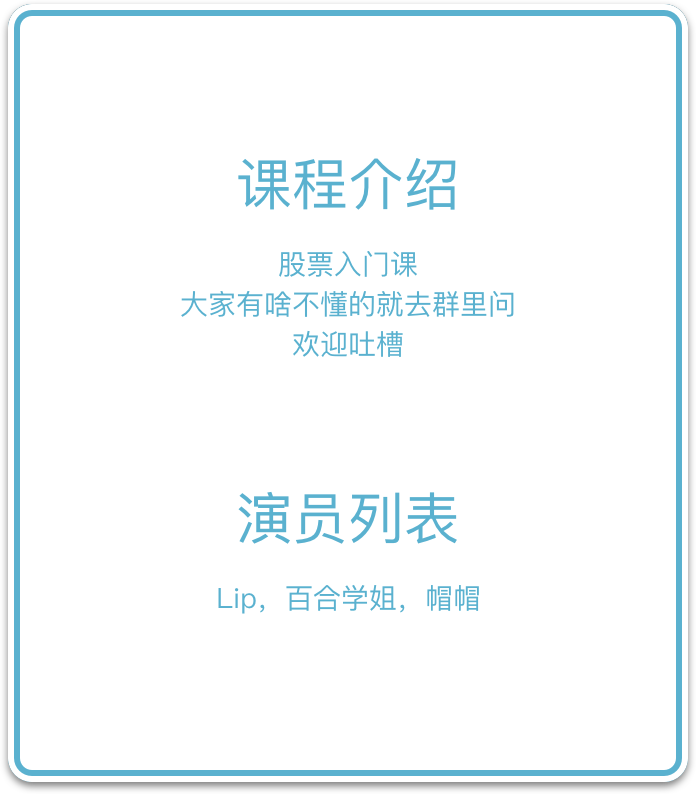 课程介绍
股票入门课
大家有啥不懂的就去群里问
欢迎吐槽
演员列表
Lip，百合学姐，帽帽